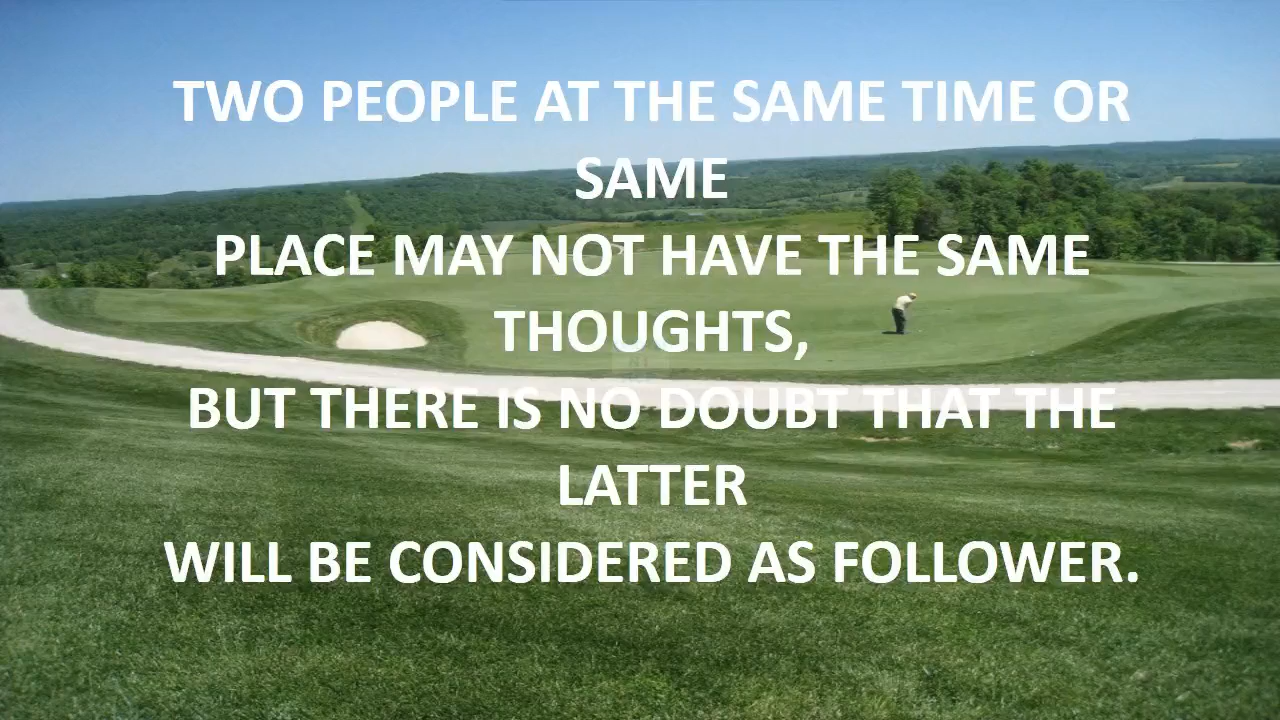 TWO PEOPLE AT THE SAME TIME OR
SAME
PLACE MAY NOT HAVE THE SAME
THOUGHTS,
BUT THERE IS NO DOUBT THAT THE
LATTER
WILL BE CONSIDERED AS FOLLOWER.